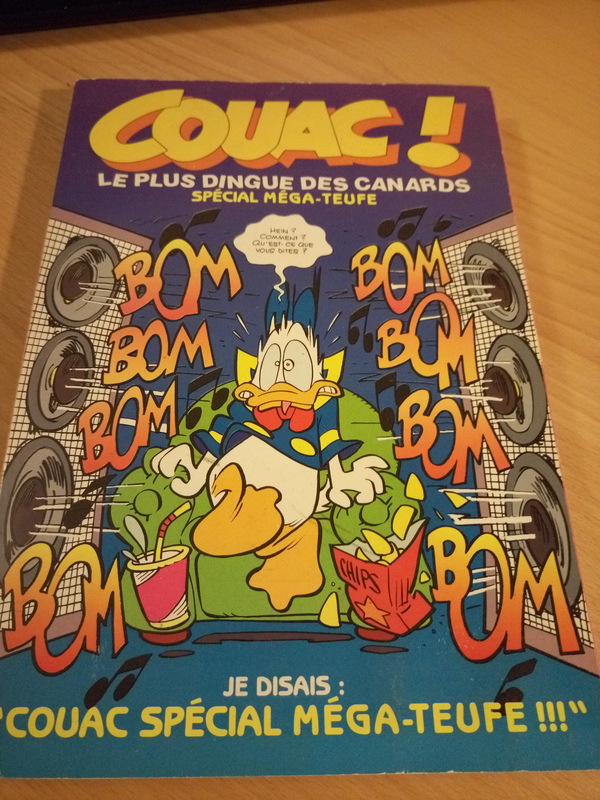 COUAC !
LE PLUS DINGUE DES CANARDS
SPÉCIAL MÉGA-TEUFE
HEIN ?
COMMENT ?
QU'EST-CE QUE
VOUS DITES ?
BOM
BOM
BOM
BOM
BOM
BOM
BOM
BOM
CHIPS
JE DISAIS :
"COUAC SPÉCIAL MÉGA-TEUFE !!!"